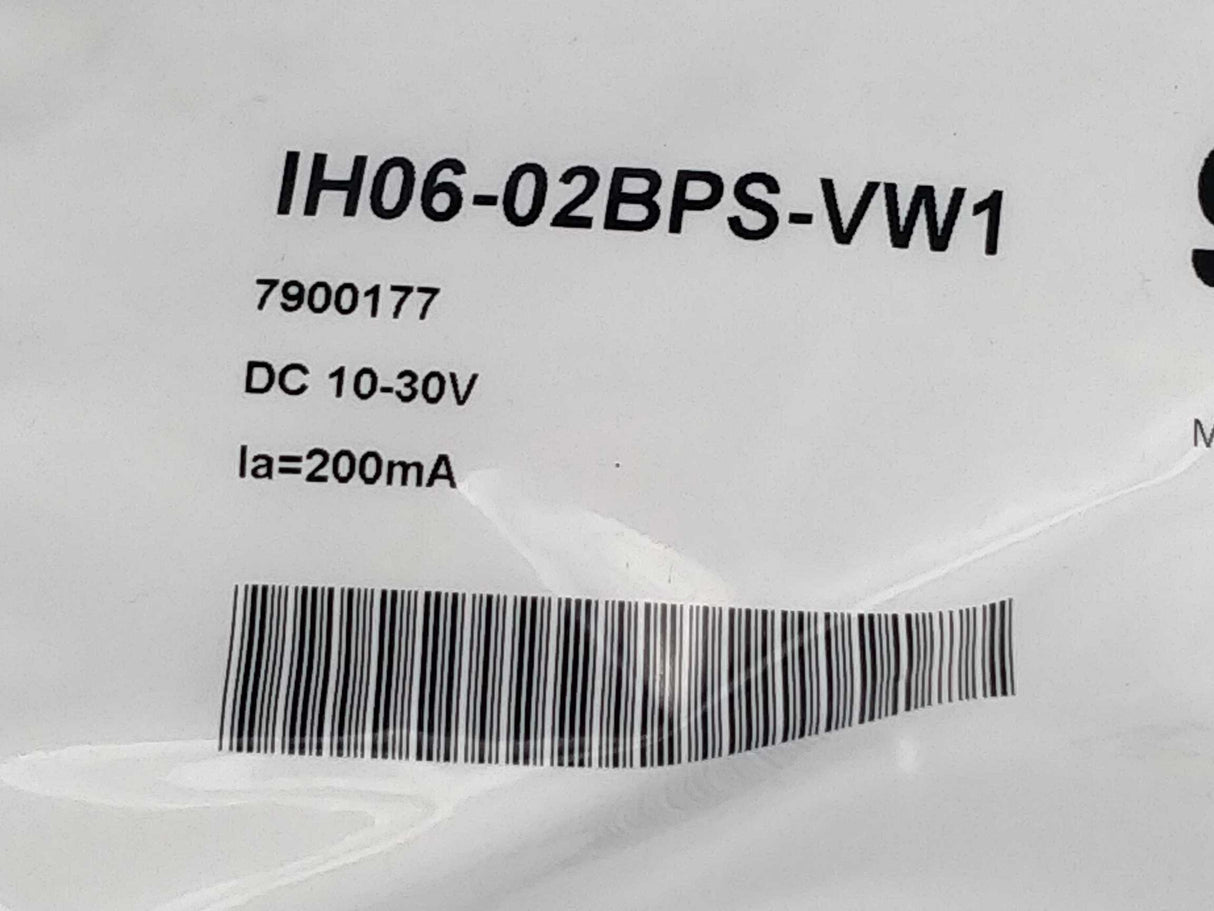 IH06-02BPS-VW1
7900177
DC 10-30V
Ia=200mA